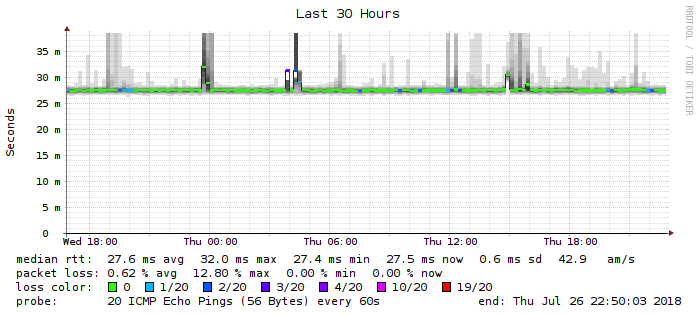 Last 30 Hours
RRDTOOL / TOBI OETIKER
Seconds
35 m
30 m
25 m
20 m
15 m
10 m
5 m
0
Wed 18:00 Thu 00:00 Thu 06:00 Thu 12:00 Thu 18:00
median rtt: 27.6 ms avg 32.0 ms max 27.4 ms min 27.5 ms now 0.6 ms sd 42.9 am/s
packet loss: 0.62 % avg 12.80 % max 0.00 % min 0.00 % now
loss color: 0 1/20 2/20 3/20 4/20 10/20 19/20
probe: 20 ICMP Echo Pings (56 Bytes) every 60s end: Thu Jul 26 22:50:03 2018